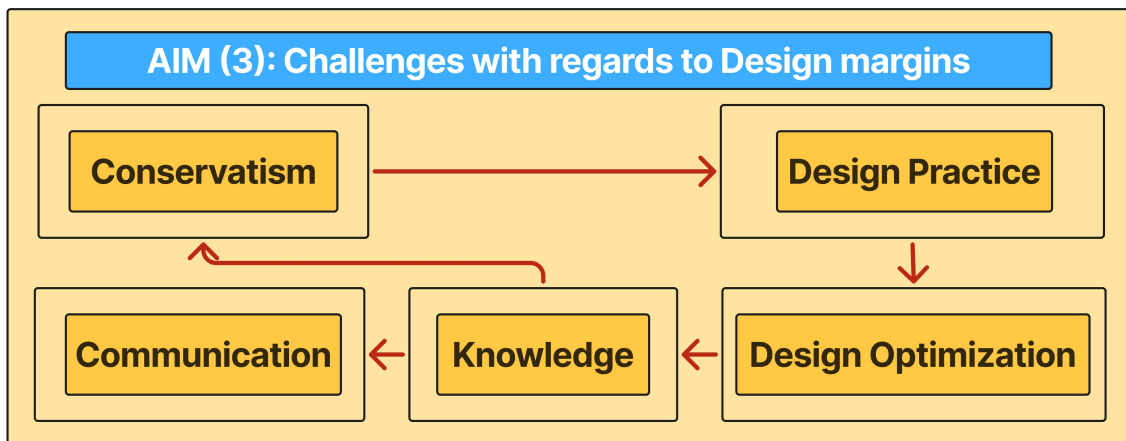 AIM (3): Challenges with regards to Design margins
Conservatism
Design Practice
Communication
Knowledge
Design Optimization